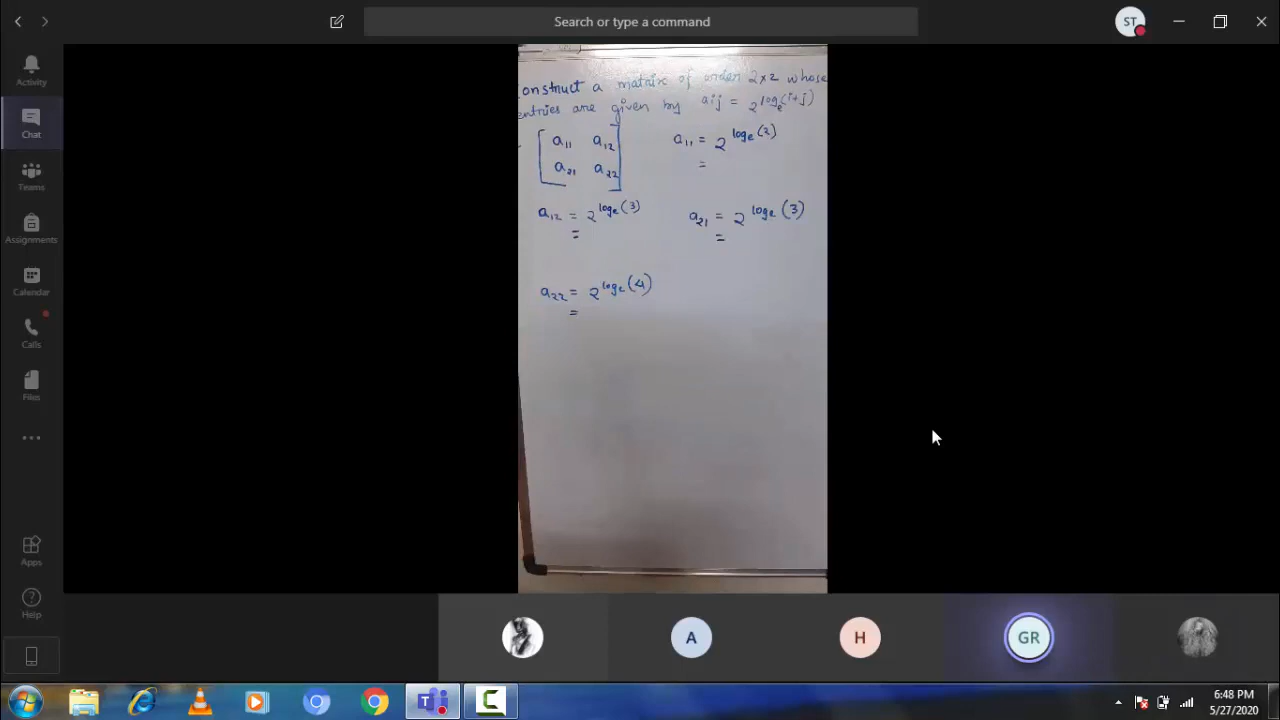 Search or type a command
ST
Activity
Chat
Teams
Assignments
Calendar
Calls
Files
Apps
Help
onstruct a matrix of order 2×2 whose
entries are given by aij = 2^loge(i+j)
[a11 a12
a21 a22]
a11 = 2^loge(2)
=
a12 = 2^loge(3)
=
a21 = 2^loge(3)
=
a22 = 2^loge(4)
=
A
H
GR
6:48 PM
5/27/2020